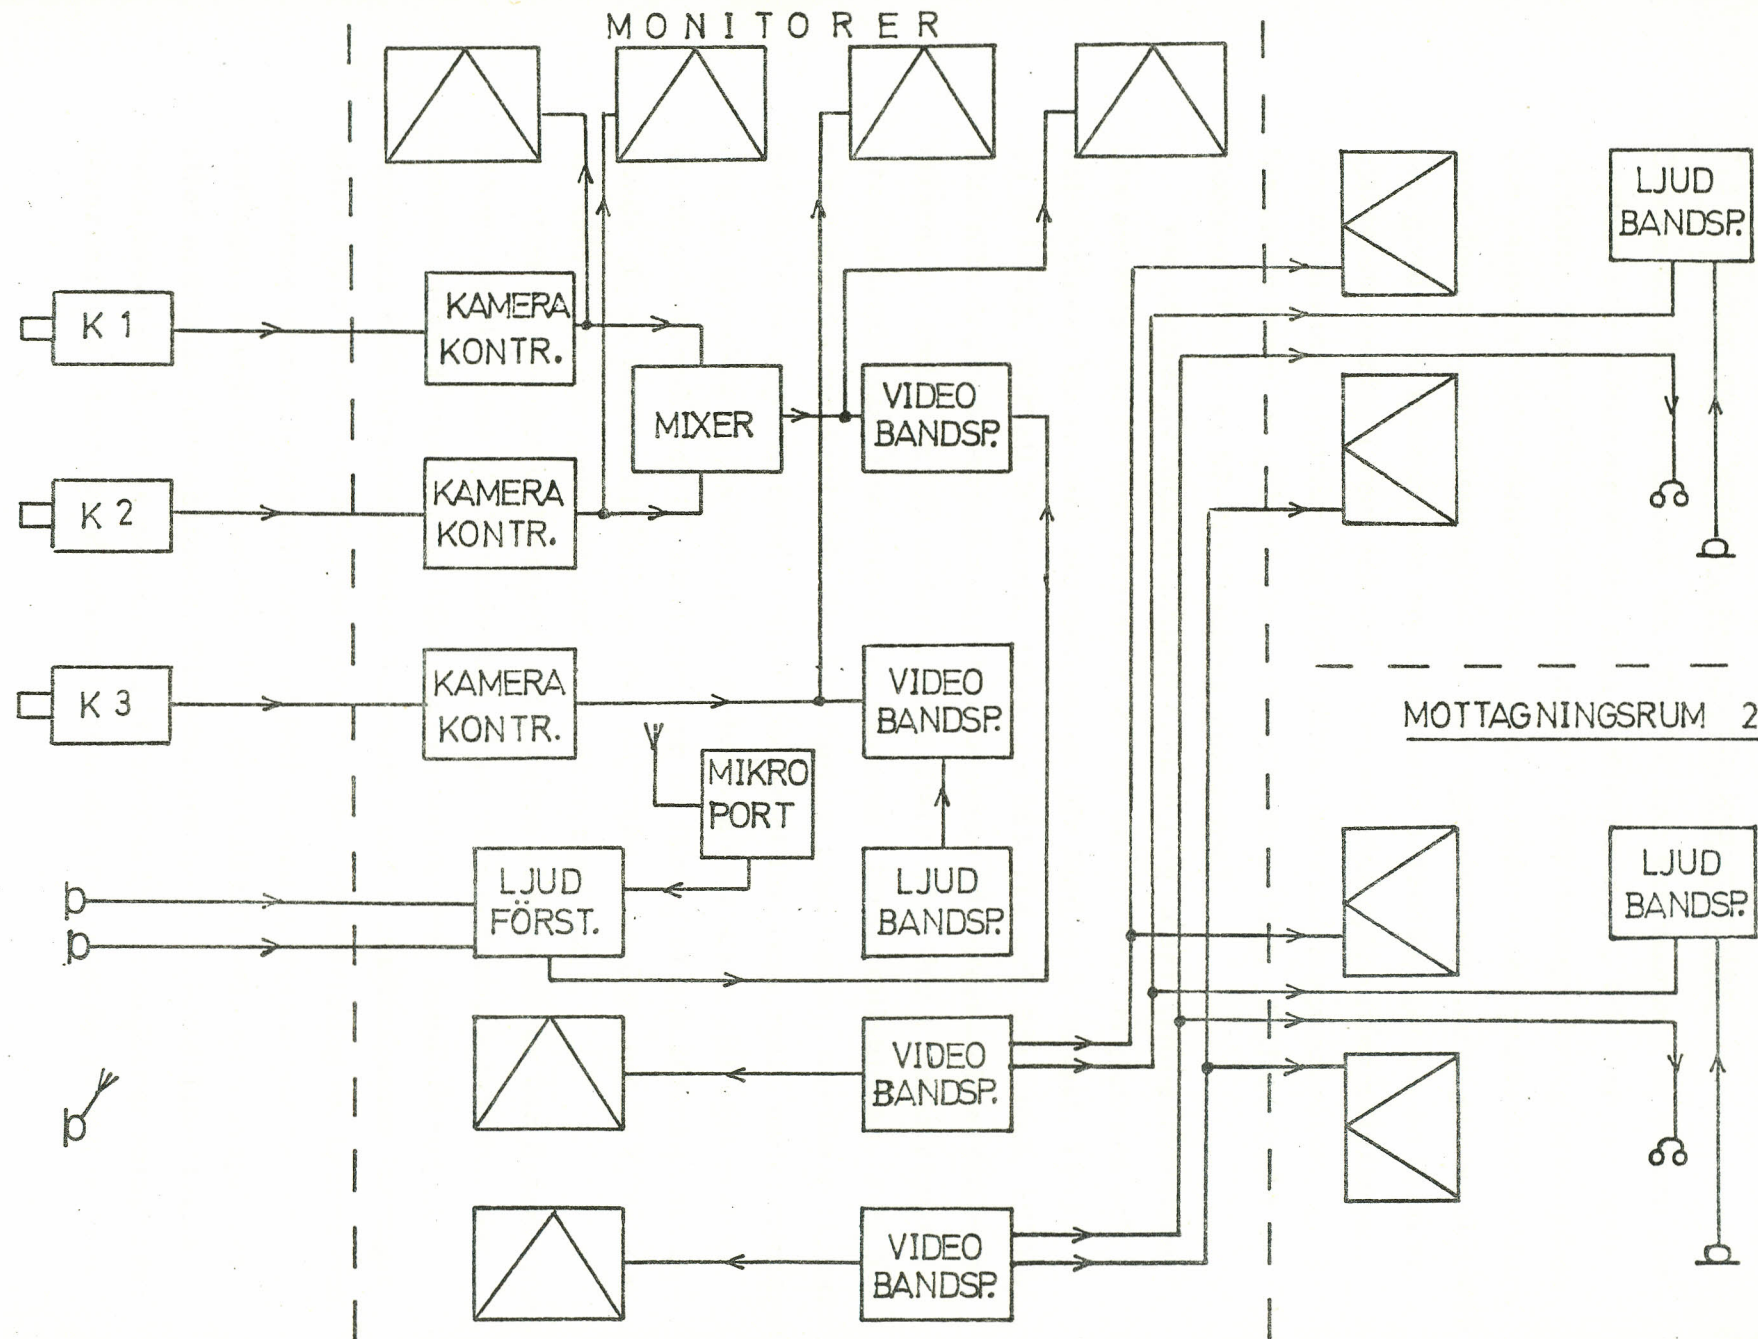 MONITORER
LJUD
BANDSP.
K 1
KAMERA
KONTR.
MIXER
VIDEO
BANDSP.
K 2
KAMERA
KONTR.
K 3
KAMERA
KONTR.
VIDEO
BANDSP.
MOTTAGNINGSRUM 2
MIKRO
PORT
LJUD
FÖRST.
LJUD
BANDSP.
LJUD
BANDSP.
VIDEO
BANDSP.
VIDEO
BANDSP.